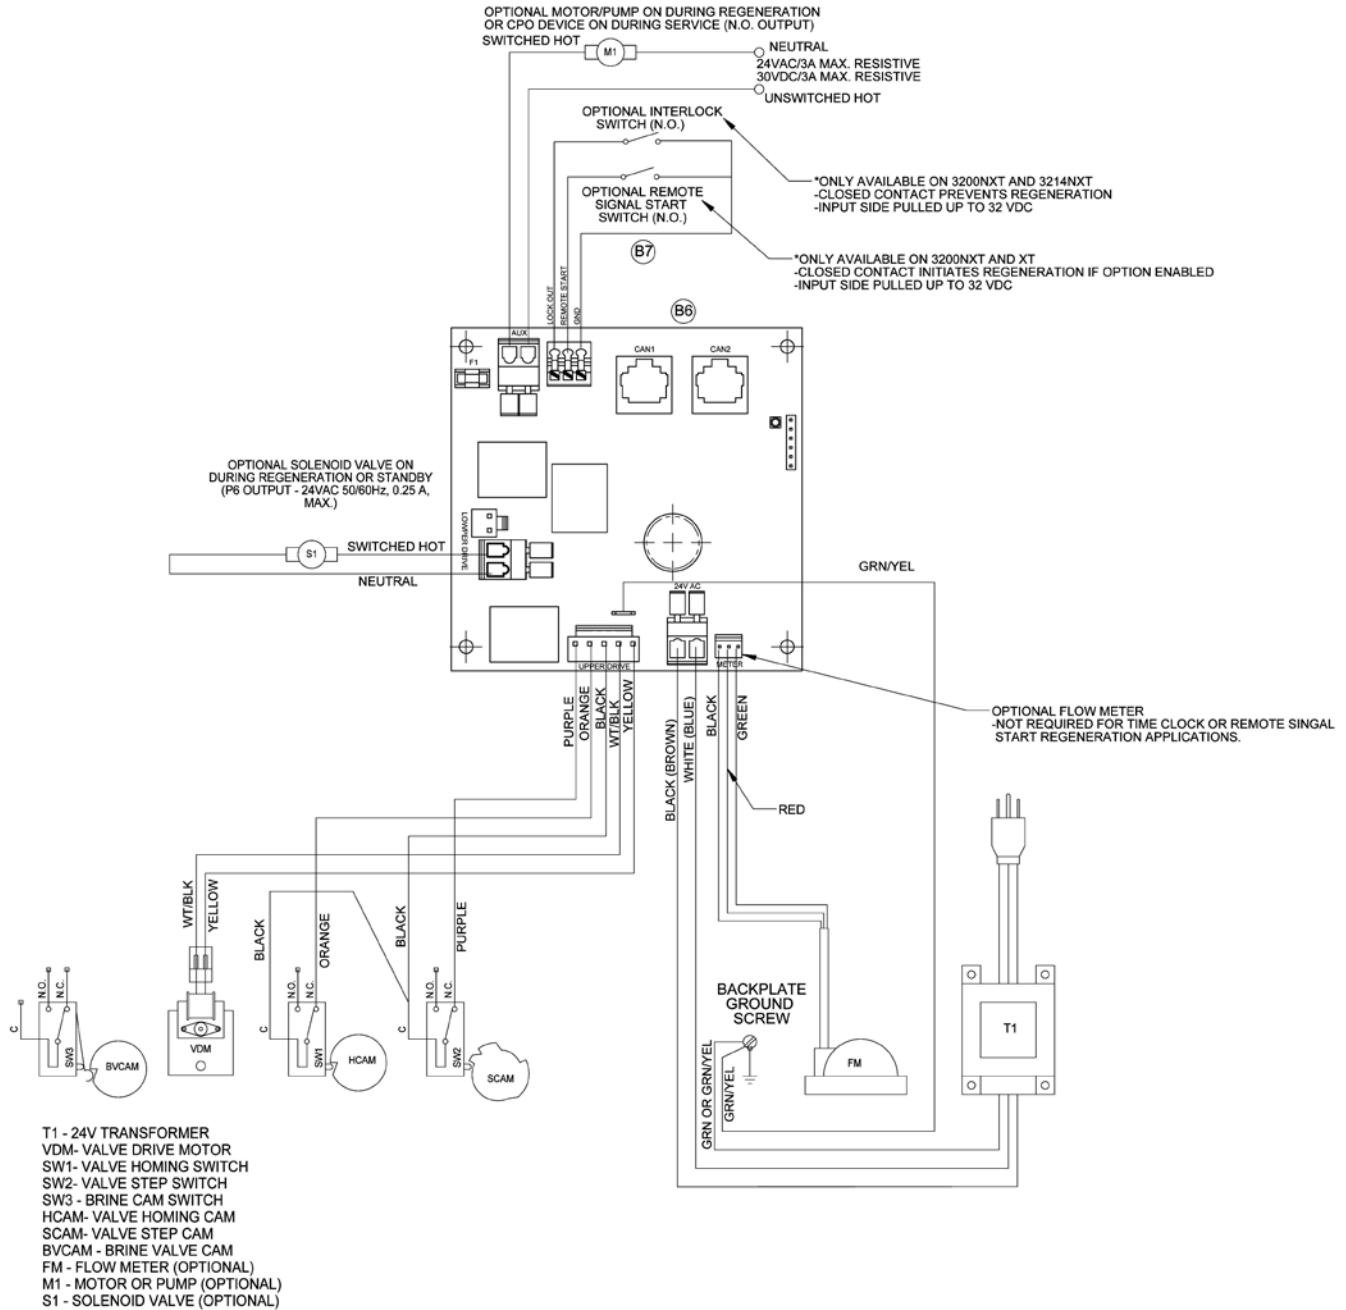 OPTIONAL MOTOR/PUMP ON DURING REGENERATION
OR CPO DEVICE ON DURING SERVICE (N.O. OUTPUT)
SWITCHED HOT
M1
NEUTRAL
24VAC/3A MAX. RESISTIVE
30VDC/3A MAX. RESISTIVE
UNSWITCHED HOT
OPTIONAL INTERLOCK
SWITCH (N.O.)
*ONLY AVAILABLE ON 3200NXT AND 3214NXT
-CLOSED CONTACT PREVENTS REGENERATION
-INPUT SIDE PULLED UP TO 32 VDC
OPTIONAL REMOTE
SIGNAL START
SWITCH (N.O.)
B7
*ONLY AVAILABLE ON 3200NXT AND XT
-CLOSED CONTACT INITIATES REGENERATION IF OPTION ENABLED
-INPUT SIDE PULLED UP TO 32 VDC
LOCK OUT
REMOTE START
GND
B6
AUX
F1
CAN1
CAN2
OPTIONAL SOLENOID VALVE ON
DURING REGENERATION OR STANDBY
(P6 OUTPUT - 24VAC 50/60Hz, 0.25 A,
MAX.)
LOWPER DRIVE
S1
SWITCHED HOT
NEUTRAL
GRN/YEL
24V AC
UPPER DRIVE
METER
PURPLE
ORANGE
BLACK
WT/BLK
YELLOW
BLACK (BROWN)
WHITE (BLUE)
BLACK
GREEN
RED
OPTIONAL FLOW METER
-NOT REQUIRED FOR TIME CLOCK OR REMOTE SINGAL
START REGENERATION APPLICATIONS.
WT/BLK
YELLOW
BLACK
ORANGE
BLACK
PURPLE
N.O.
N.C.
C
SW3
BVCAM
VDM
N.O.
N.C.
C
SW1
HCAM
N.O.
N.C.
C
SW2
SCAM
BACKPLATE
GROUND
SCREW
GRN OR GRN/YEL
GRN/YEL
FM
T1
T1 - 24V TRANSFORMER
VDM- VALVE DRIVE MOTOR
SW1- VALVE HOMING SWITCH
SW2- VALVE STEP SWITCH
SW3 - BRINE CAM SWITCH
HCAM- VALVE HOMING CAM
SCAM- VALVE STEP CAM
BVCAM - BRINE VALVE CAM
FM - FLOW METER (OPTIONAL)
M1 - MOTOR OR PUMP (OPTIONAL)
S1 - SOLENOID VALVE (OPTIONAL)